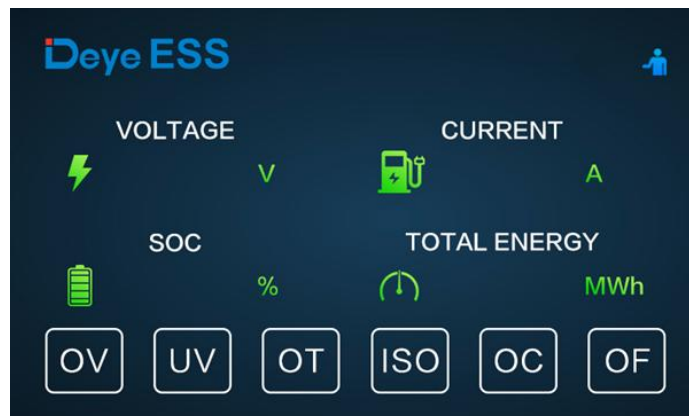 Deye ESS
VOLTAGE CURRENT
V A
SOC TOTAL ENERGY
% MWh
OV UV OT ISO OC OF